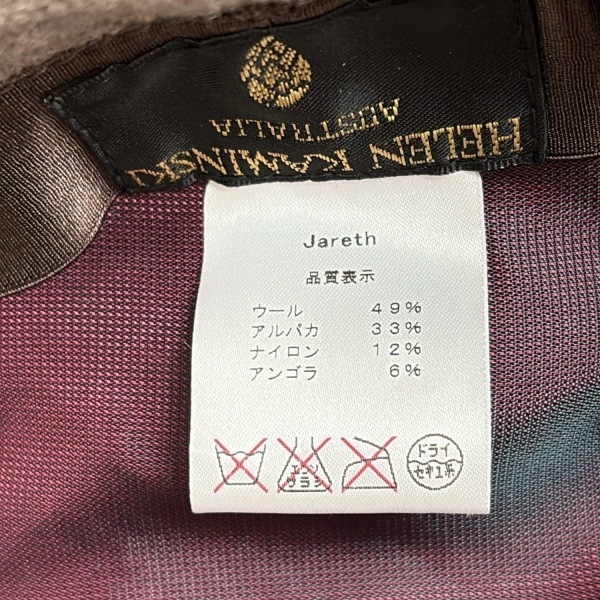 HELEN KAMINSKI
AUSTRALIA
Jareth
品質表示
ウール 49%
アルパカ 33%
ナイロン 12%
アンゴラ 6%
エンソ
サラシ
ドライ
セキユ系